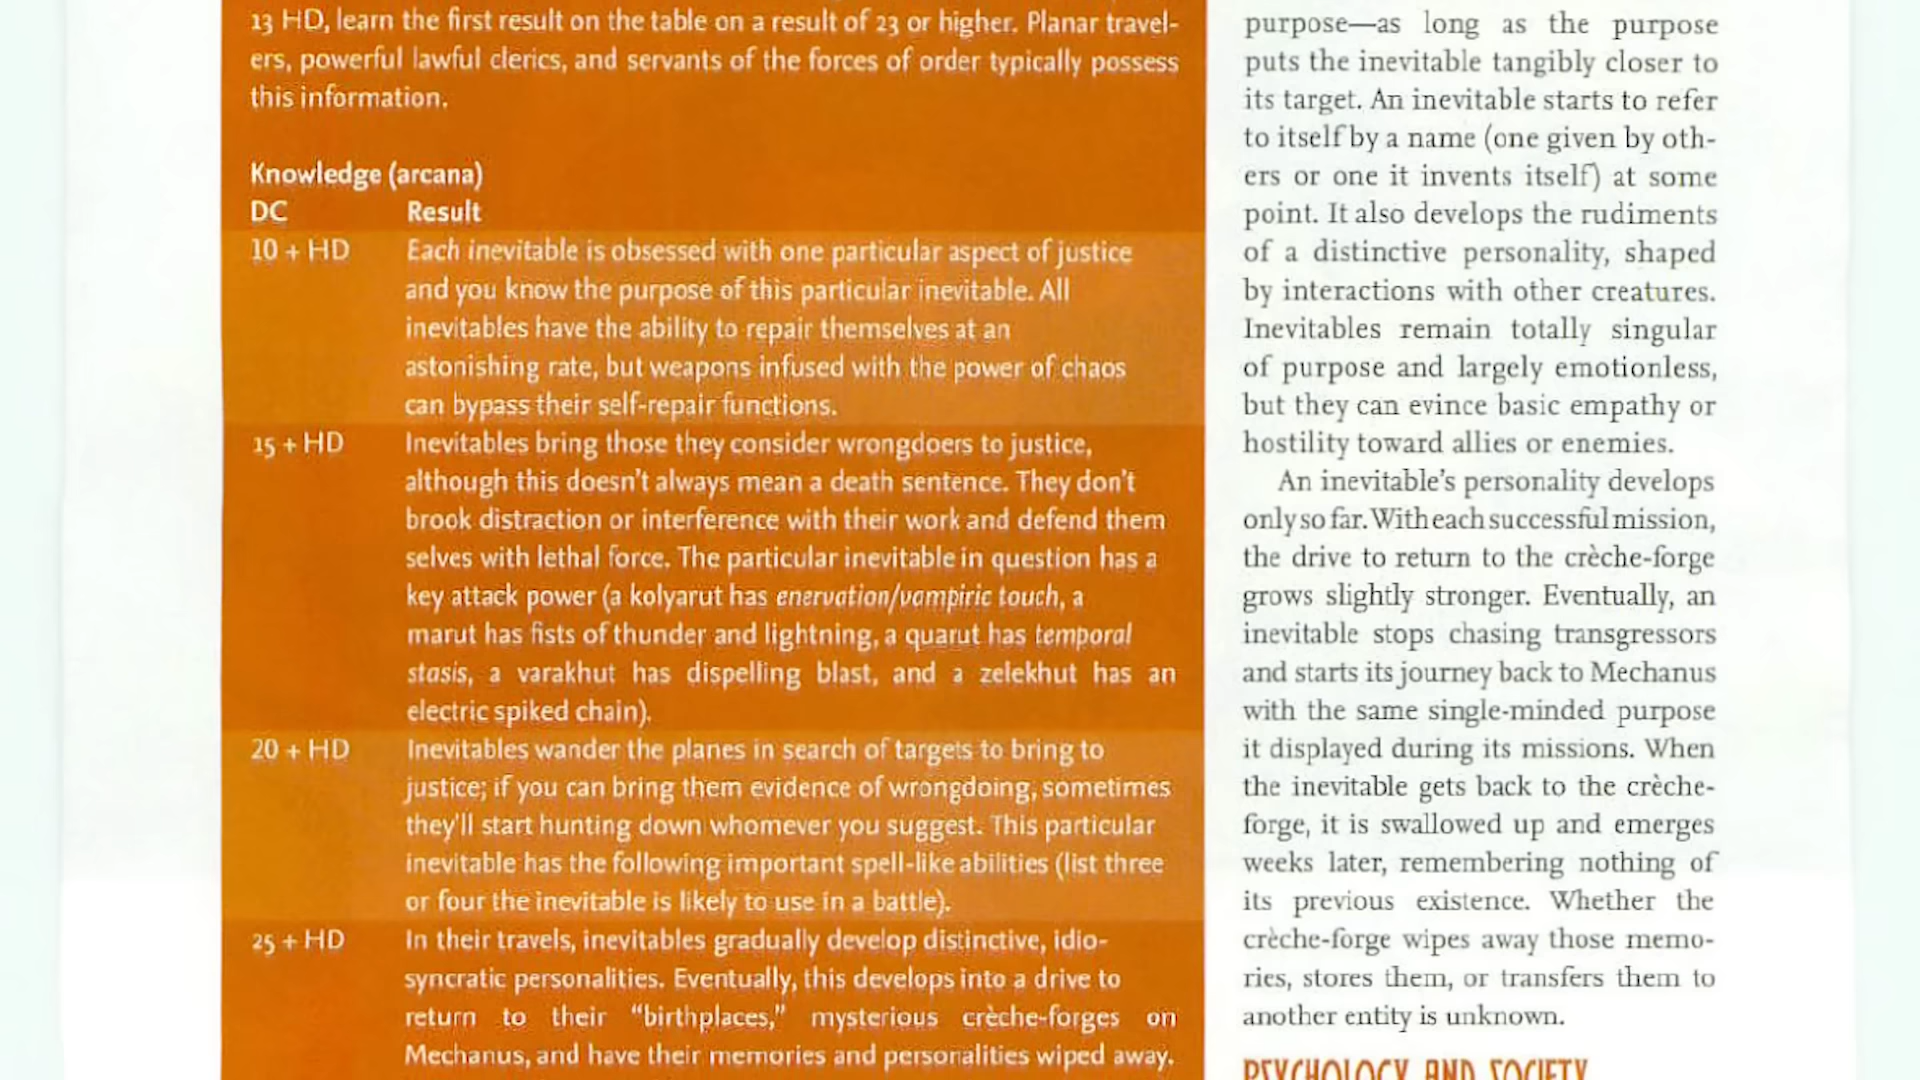 13 HD, learn the first result on the table on a result of 23 or higher. Planar travel-
ers, powerful lawful clerics, and servants of the forces of order typically possess
this information.
Knowledge (arcana)
DC Result
10 + HD Each inevitable is obsessed with one particular aspect of justice
and you know the purpose of this particular inevitable. All
inevitables have the ability to repair themselves at an
astonishing rate, but weapons infused with the power of chaos
can bypass their self-repair functions.
15 + HD Inevitables bring those they consider wrongdoers to justice,
although this doesn't always mean a death sentence. They don't
brook distraction or interference with their work and defend them
selves with lethal force. The particular inevitable in question has a
key attack power (a kolyarut has enervation/vampiric touch, a
marut has fists of thunder and lightning, a quarut has temporal
stasis, a varakhut has dispelling blast, and a zelekhut has an
electric spiked chain).
20 + HD Inevitables wander the planes in search of targets to bring to
justice; if you can bring them evidence of wrongdoing, sometimes
they'll start hunting down whomever you suggest. This particular
inevitable has the following important spell-like abilities (list three
or four the inevitable is likely to use in a battle).
25 + HD In their travels, inevitables gradually develop distinctive, idio-
syncratic personalities. Eventually, this develops into a drive to
return to their "birthplaces," mysterious crèche-forges on
Mechanus, and have their memories and personalities wiped away.
purpose—as long as the purpose
puts the inevitable tangibly closer to
its target. An inevitable starts to refer
to itself by a name (one given by oth-
ers or one it invents itself) at some
point. It also develops the rudiments
of a distinctive personality, shaped
by interactions with other creatures.
Inevitables remain totally singular
of purpose and largely emotionless,
but they can evince basic empathy or
hostility toward allies or enemies.
An inevitable's personality develops
only so far. With each successful mission,
the drive to return to the crèche-forge
grows slightly stronger. Eventually, an
inevitable stops chasing transgressors
and starts its journey back to Mechanus
with the same single-minded purpose
it displayed during its missions. When
the inevitable gets back to the crèche-
forge, it is swallowed up and emerges
weeks later, remembering nothing of
its previous existence. Whether the
crèche-forge wipes away those memo-
ries, stores them, or transfers them to
another entity is unknown.
PSYCHOLOGY AND SOCIETY